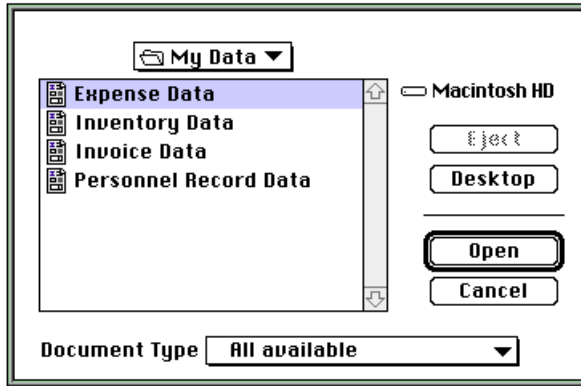 My Data
Expense Data
Inventory Data
Invoice Data
Personnel Record Data
Macintosh HD
Eject
Desktop
Open
Cancel
Document Type All available